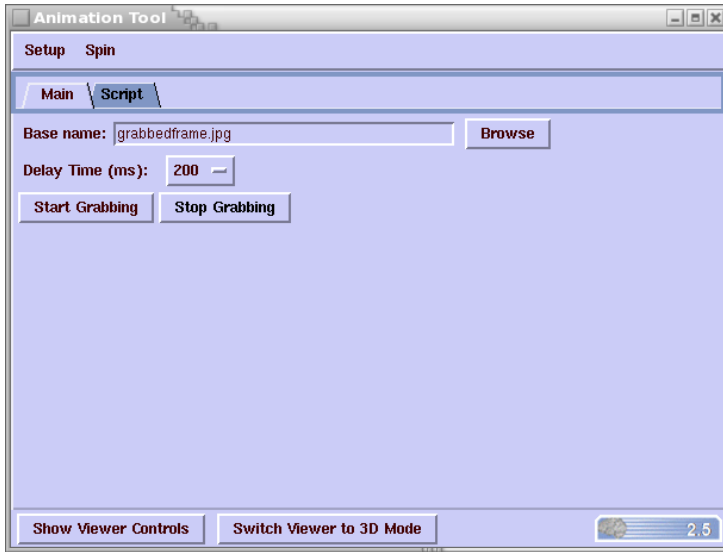 Animation Tool
Setup Spin
Main Script
Base name: grabbedframe.jpg Browse
Delay Time (ms): 200
Start Grabbing Stop Grabbing
Show Viewer Controls Switch Viewer to 3D Mode 2.5